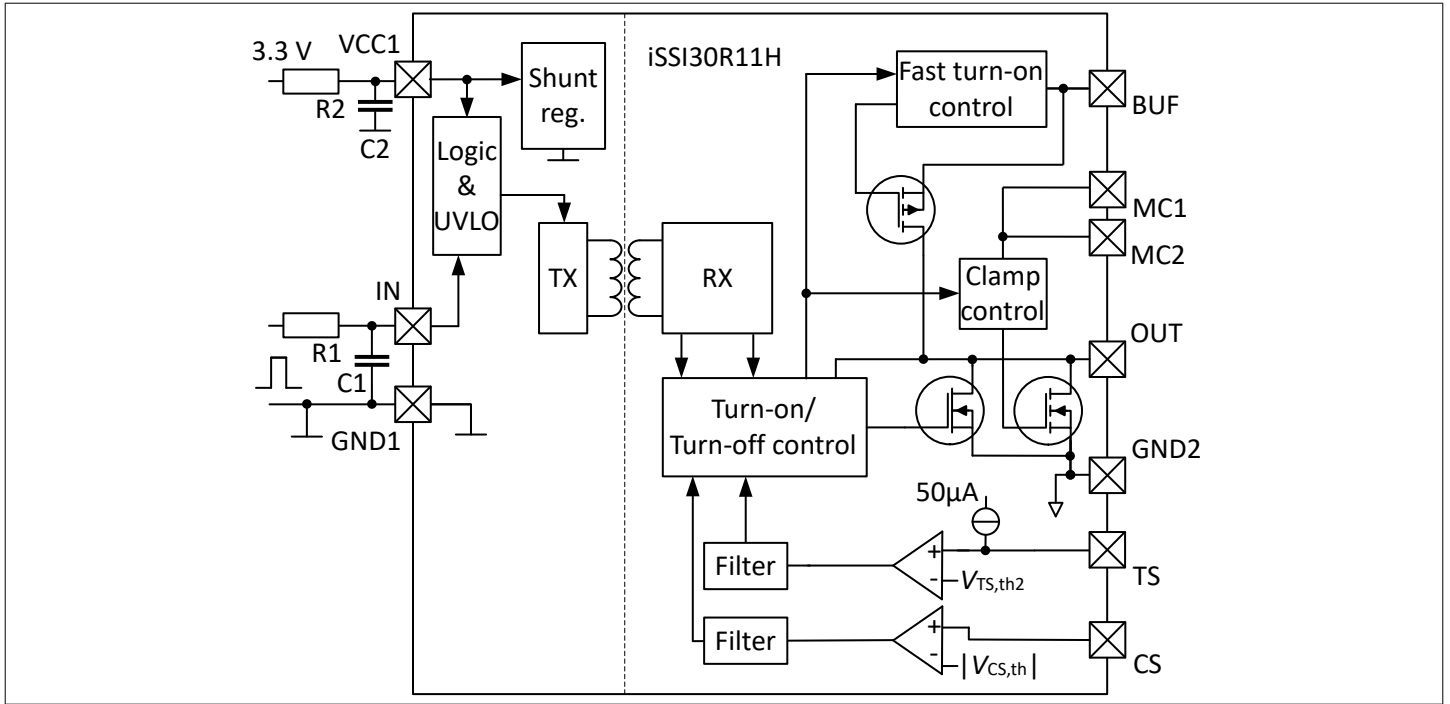 3.3 V
VCC1
R2
C2
Shunt
reg.
Logic
&
UVLO
TX
IN
R1
C1
GND1
iSSI30R11H
RX
Fast turn-on
control
BUF
MC1
MC2
Clamp
control
OUT
Turn-on/
Turn-off control
GND2
50µA
Filter
+
-
VTS,th2
TS
Filter
+
-
|VCS,th|
CS